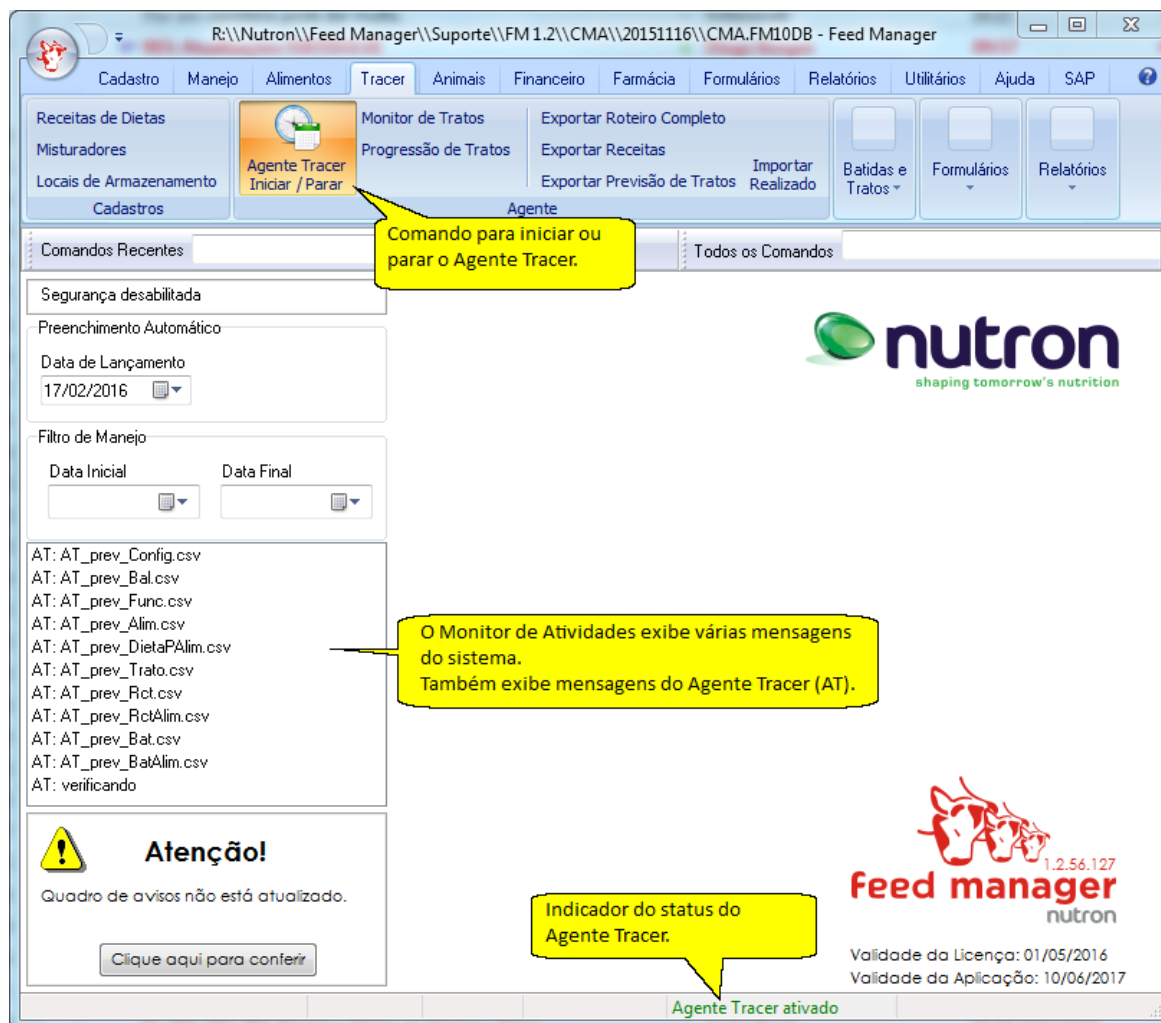 R:\\Nutron\\Feed Manager\\Suporte\\FM 1.2\\CMA\\20151116\\CMA.FM10DB - Feed Manager
Cadastro Manejo Alimentos Tracer Animais Financeiro Farmácia Formulários Relatórios Utilitários Ajuda SAP
Receitas de Dietas
Misturadores
Locais de Armazenamento
Cadastros
Agente Tracer
Iniciar / Parar
Monitor de Tratos
Progressão de Tratos
Exportar Roteiro Completo
Exportar Receitas
Exportar Previsão de Tratos
Importar
Realizado
Agente
Batidas e
Tratos
Formulários
Relatórios
Comando para iniciar ou
parar o Agente Tracer.
Comandos Recentes
Todos os Comandos
Segurança desabilitada
Preenchimento Automático
Data de Lançamento
17/02/2016
Filtro de Manejo
Data Inicial Data Final
nutron
shaping tomorrow's nutrition
AT: AT_prev_Config.csv
AT: AT_prev_Bal.csv
AT: AT_prev_Func.csv
AT: AT_prev_Alim.csv
AT: AT_prev_DietaPAlim.csv
AT: AT_prev_Trato.csv
AT: AT_prev_Rct.csv
AT: AT_prev_RctAlim.csv
AT: AT_prev_Bat.csv
AT: AT_prev_BatAlim.csv
AT: verificando
O Monitor de Atividades exibe várias mensagens
do sistema.
Também exibe mensagens do Agente Tracer (AT).
Atenção!
Quadro de avisos não está atualizado.
Clique aqui para conferir
Indicador do status do
Agente Tracer.
1.2.56.127
feed manager
nutron
Validade da Licença: 01/05/2016
Validade da Aplicação: 10/06/2017
Agente Tracer ativado